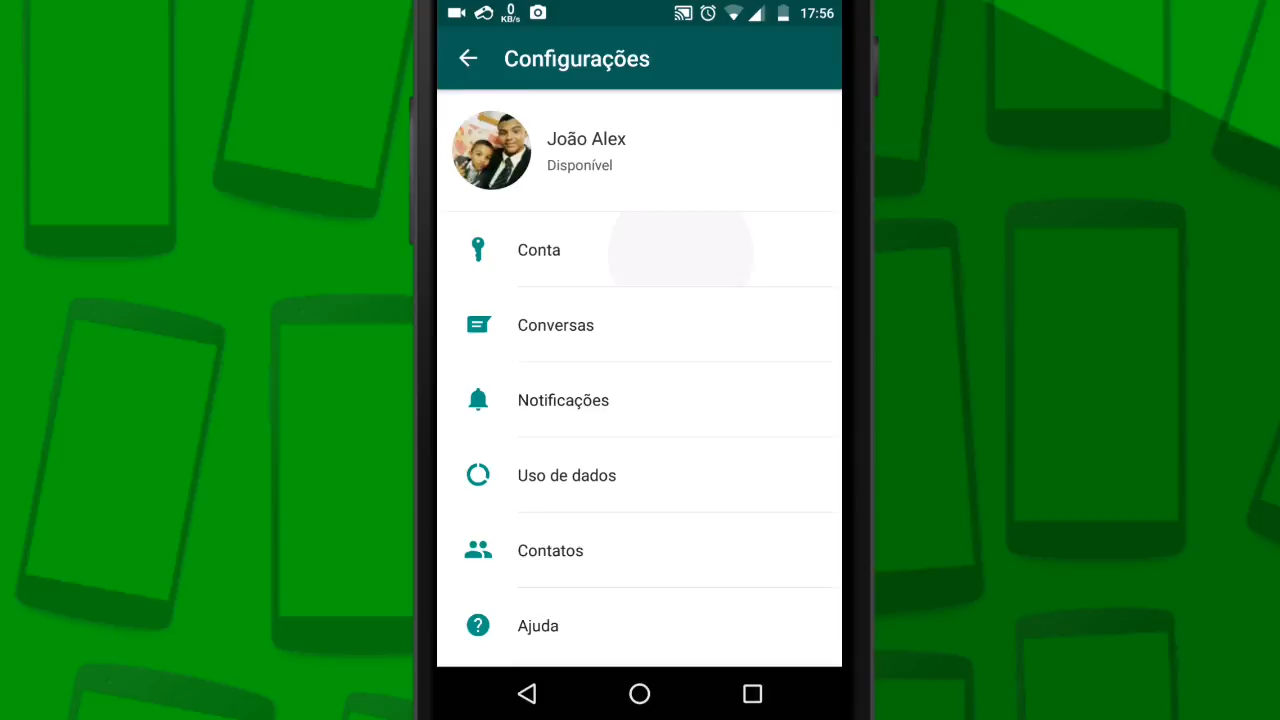 0
KB/s
17:56
Configurações
João Alex
Disponível
Conta
Conversas
Notificações
Uso de dados
Contatos
Ajuda